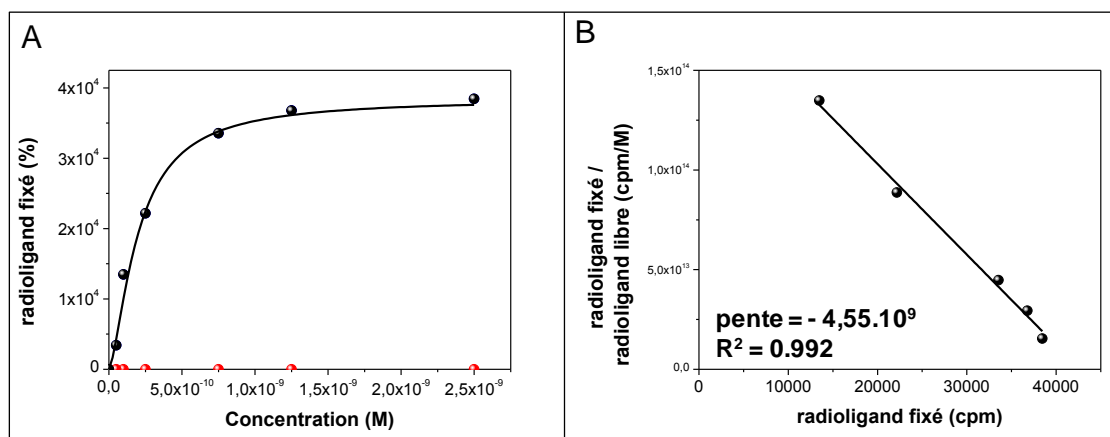 A
4x10⁴
3x10⁴
2x10⁴
1x10⁴
0
radioligand fixé (%)
0,0
5,0x10⁻¹⁰
1,0x10⁻⁹
1,5x10⁻⁹
2,0x10⁻⁹
2,5x10⁻⁹
Concentration (M)
B
1,5x10¹⁴
1,0x10¹⁴
5,0x10¹³
0,0
radioligand fixé /
radioligand libre (cpm/M)
pente = - 4,55.10⁹
R² = 0.992
0
10000
20000
30000
40000
radioligand fixé (cpm)